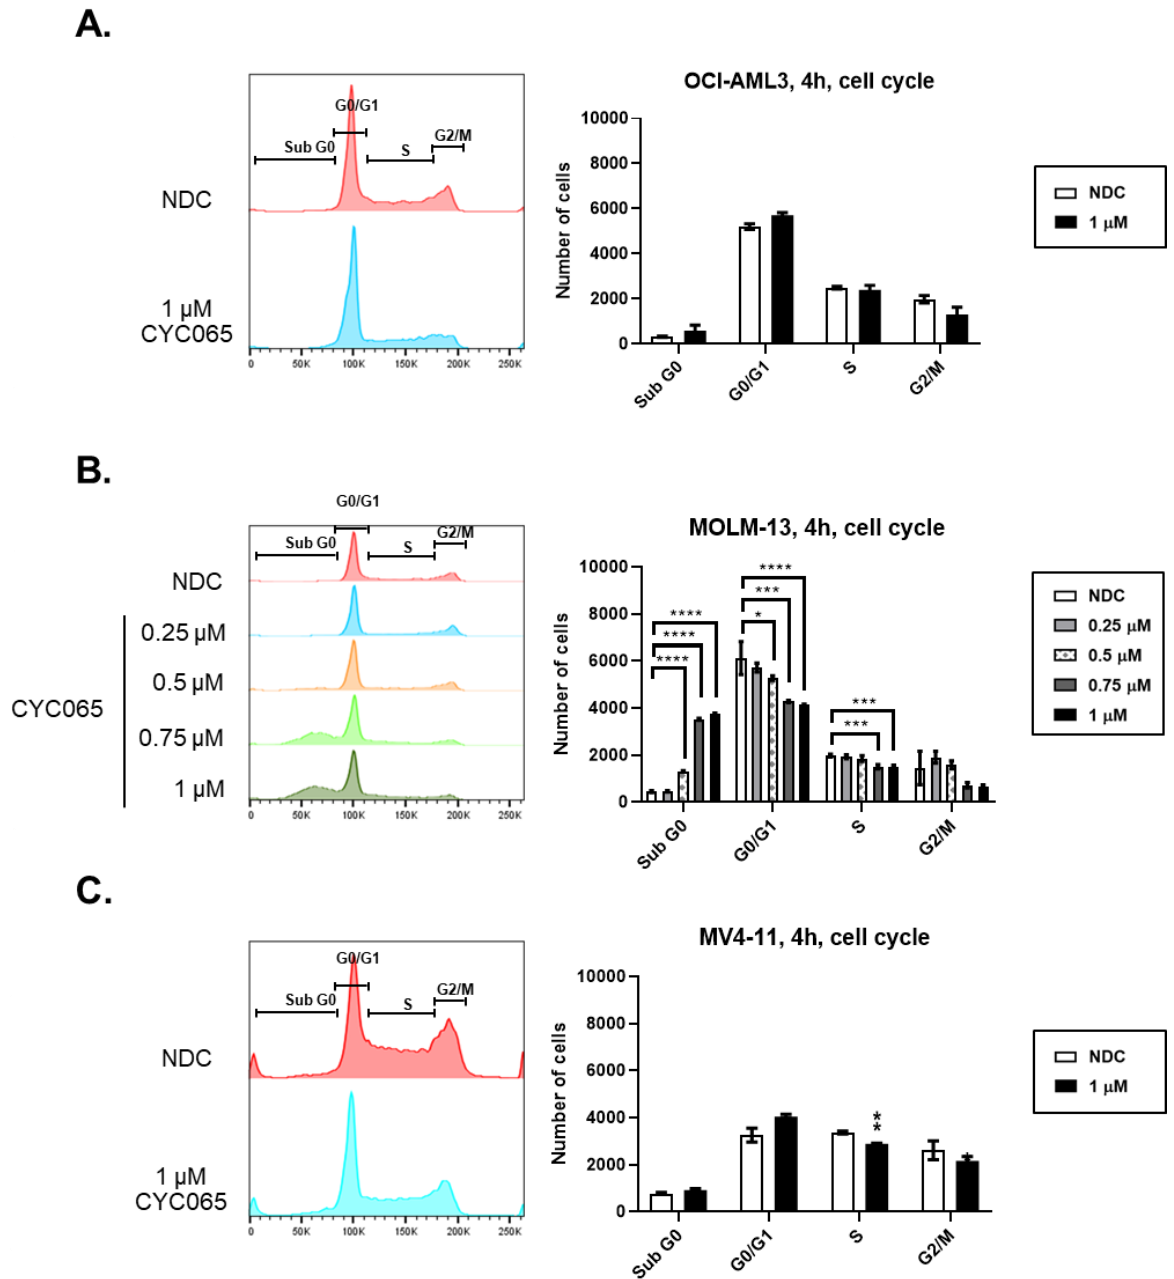 A.
OCI-AML3, 4h, cell cycle
G0/G1
G2/M
Sub G0
S
NDC
1 µM
CYC065
0 50K 100K 150K 200K 250K
Number of cells
10000
8000
6000
4000
2000
0
Sub G0
G0/G1
S
G2/M
NDC
1 µM
B.
MOLM-13, 4h, cell cycle
G0/G1
G2/M
Sub G0
S
NDC
0.25 µM
0.5 µM
CYC065
0.75 µM
1 µM
0 50K 100K 150K 200K 250K
Number of cells
10000
8000
6000
4000
2000
0
****
****
****
****
***
*
***
***
Sub G0
G0/G1
S
G2/M
NDC
0.25 µM
0.5 µM
0.75 µM
1 µM
C.
MV4-11, 4h, cell cycle
G0/G1
G2/M
Sub G0
S
NDC
1 µM
CYC065
0 50K 100K 150K 200K 250K
Number of cells
10000
8000
6000
4000
2000
0
**
Sub G0
G0/G1
S
G2/M
NDC
1 µM